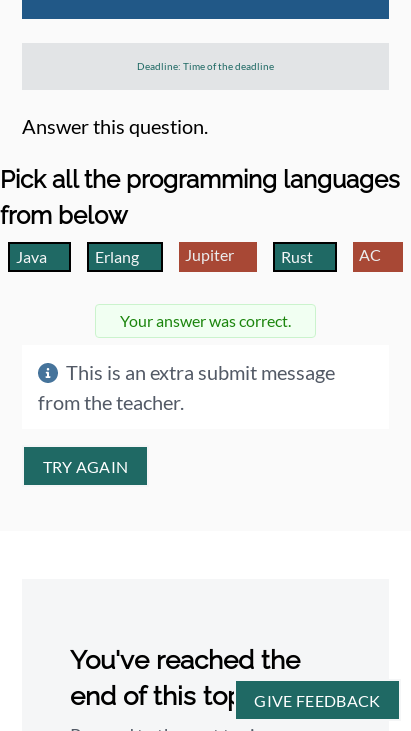 Deadline: Time of the deadline
Answer this question.
Pick all the programming languages
from below
Java Erlang Jupiter Rust AC
Your answer was correct.
This is an extra submit message
from the teacher.
TRY AGAIN
You've reached the
end of this top
GIVE FEEDBACK